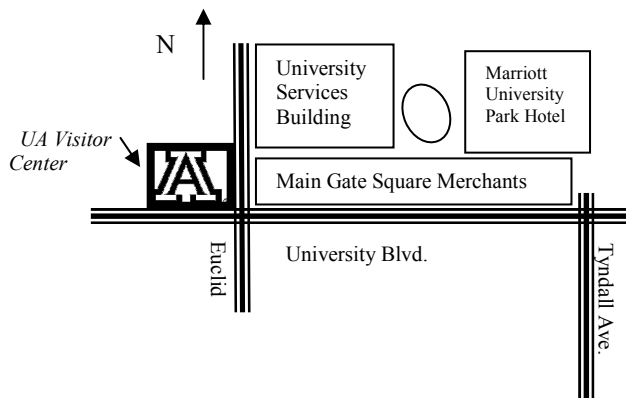 N
University
Services
Building
Marriott
University
Park Hotel
UA Visitor
Center
A
Main Gate Square Merchants
Euclid
University Blvd.
Tyndall Ave.